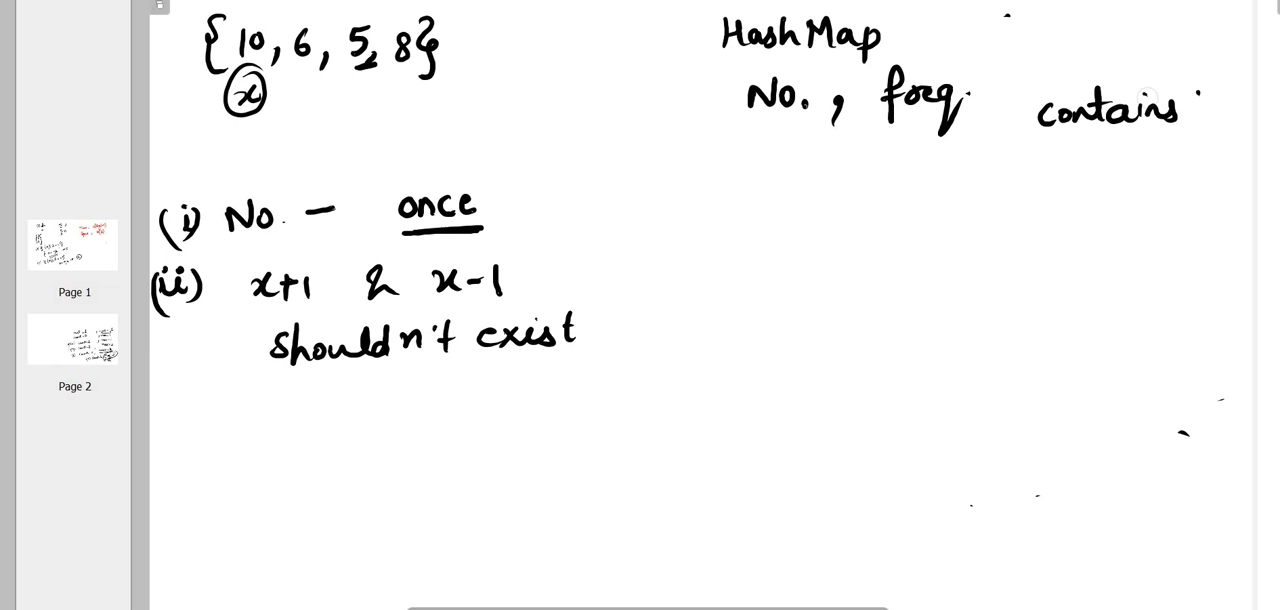 {10, 6, 5, 8}
x
HashMap
No. , freq. contains
(i) No. - once
(ii) x+1 & x-1
shouldn't exist
Page 1
Page 2